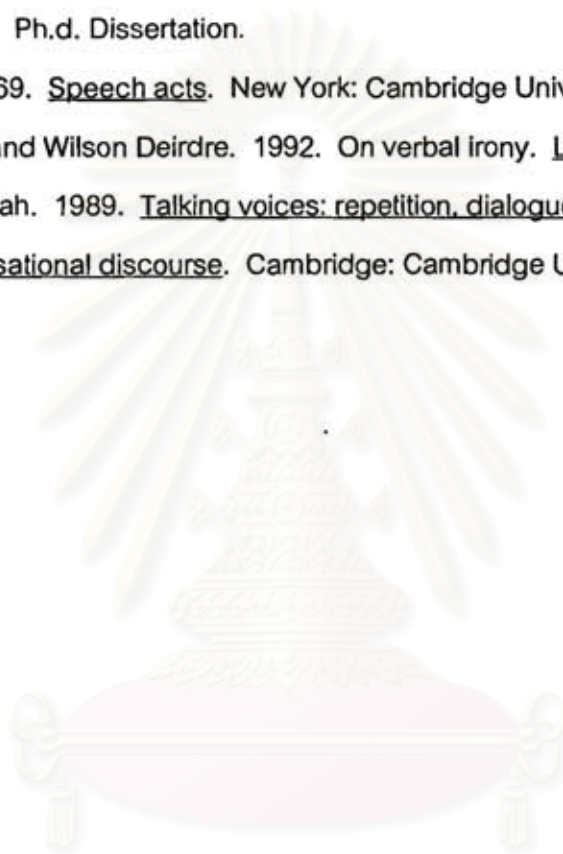 Ph.d. Dissertation.
69. Speech acts. New York: Cambridge Univ
and Wilson Deirdre. 1992. On verbal irony. L
ah. 1989. Talking voices: repetition, dialogue
sational discourse. Cambridge: Cambridge U